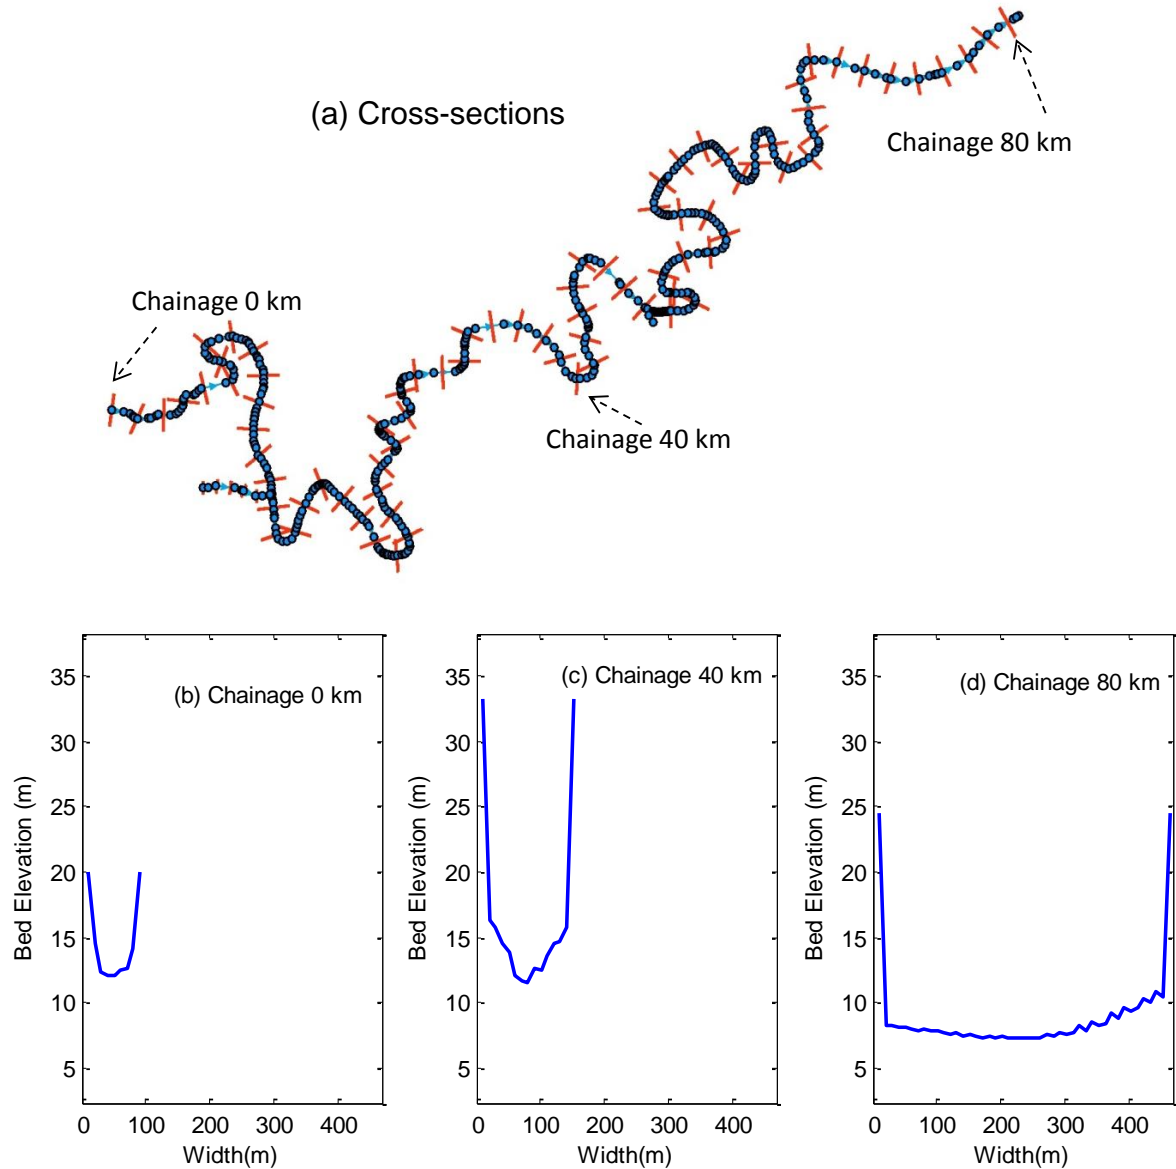 (a) Cross-sections
Chainage 80 km
Chainage 0 km
Chainage 40 km
35
30
25
20
15
10
5
Bed Elevation (m)
(b) Chainage 0 km
0 100 200 300 400
Width(m)
35
30
25
20
15
10
5
Bed Elevation (m)
(c) Chainage 40 km
0 100 200 300 400
Width(m)
35
30
25
20
15
10
5
Bed Elevation (m)
(d) Chainage 80 km
0 100 200 300 400
Width(m)